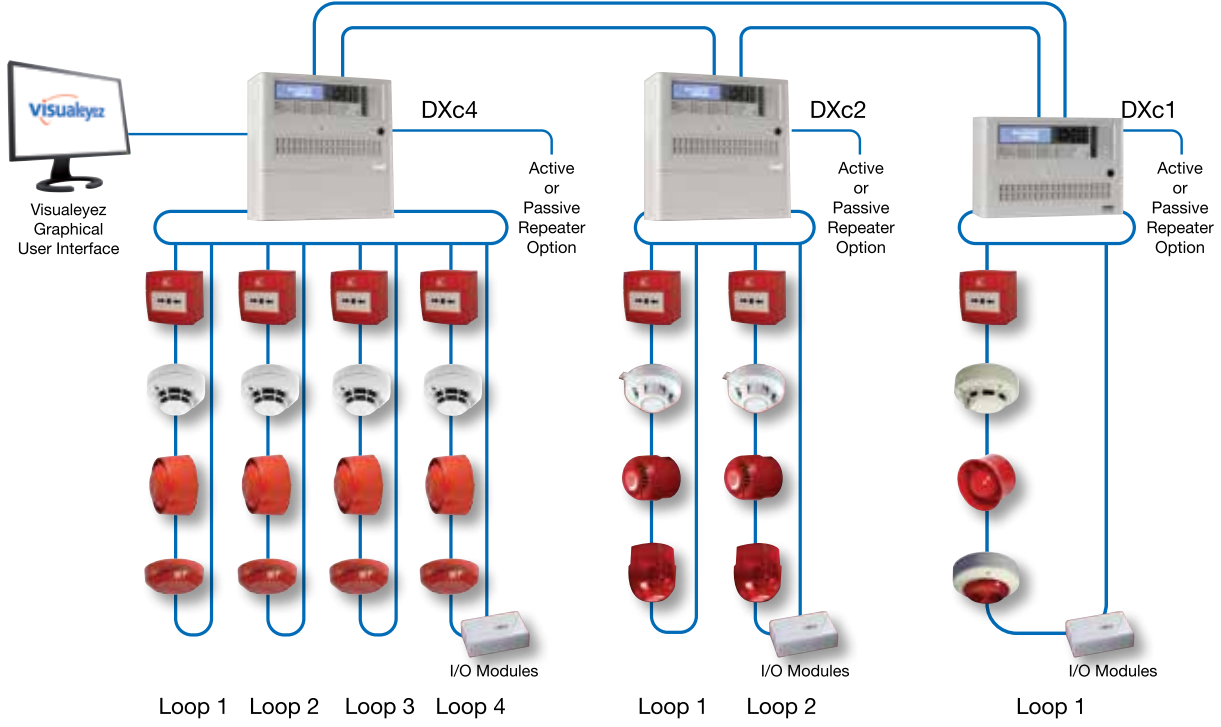 visualeyez
Visualeyez
Graphical
User Interface
DXc4
Active
or
Passive
Repeater
Option
DXc2
Active
or
Passive
Repeater
Option
DXc1
Active
or
Passive
Repeater
Option
I/O Modules
I/O Modules
I/O Modules
Loop 1 Loop 2 Loop 3 Loop 4 Loop 1 Loop 2 Loop 1